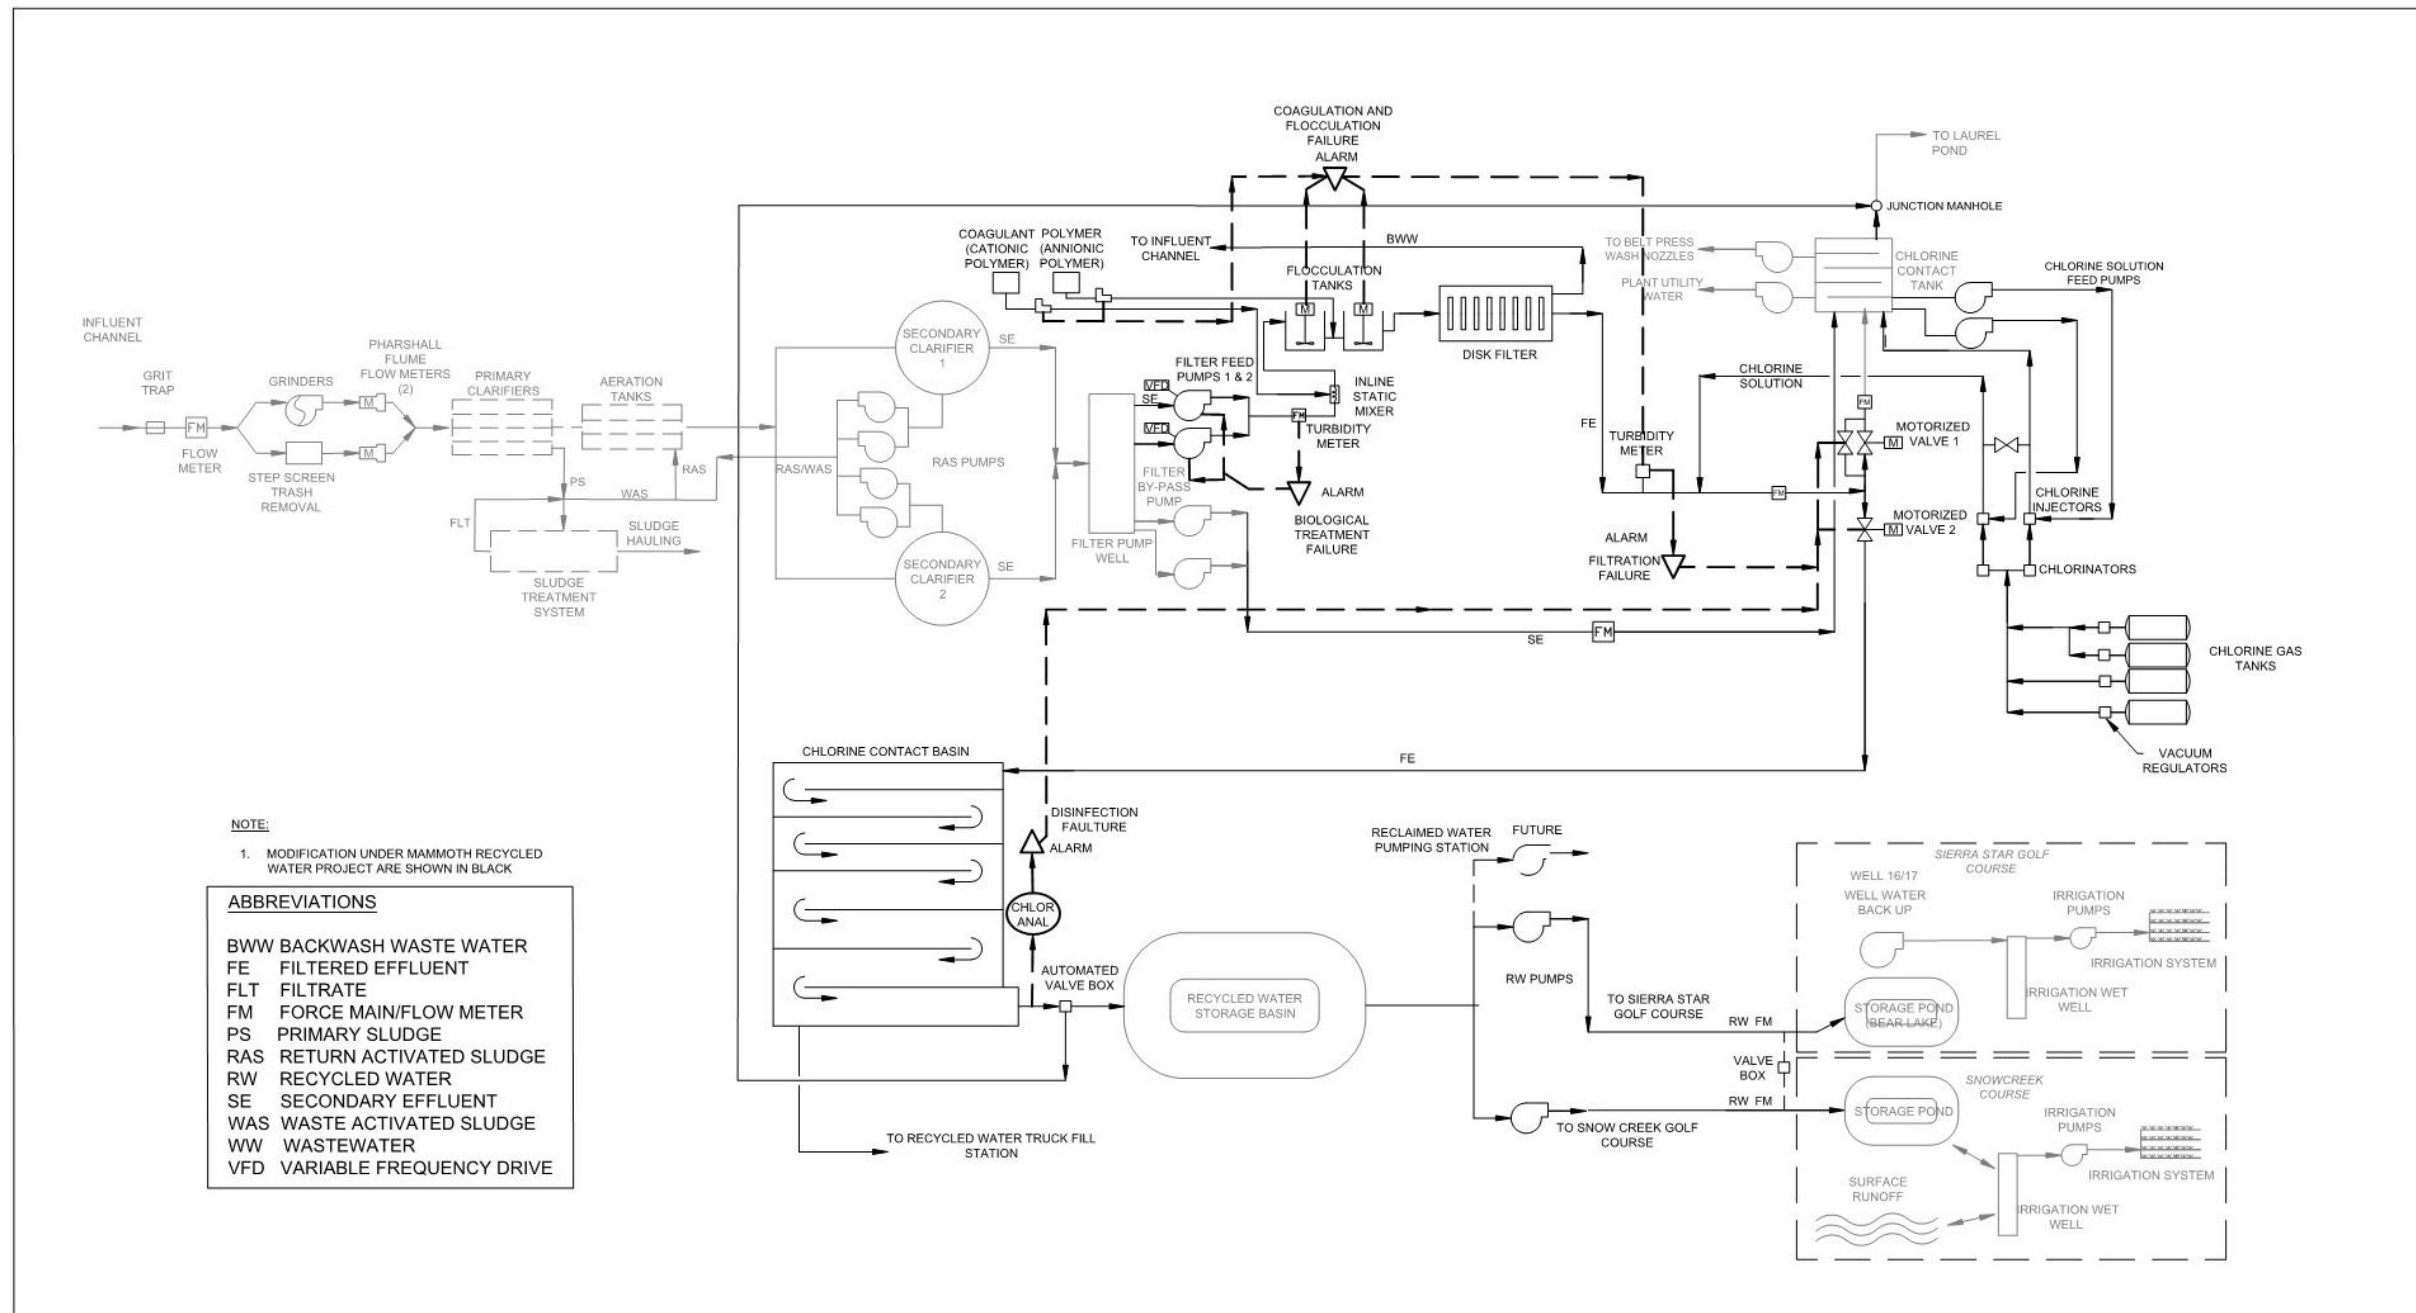 COAGULATION AND
FLOCCULATION
FAILURE
ALARM
TO LAUREL
POND
JUNCTION MANHOLE
COAGULANT
(CATIONIC
POLYMER)
POLYMER
(ANNIONIC
POLYMER)
TO INFLUENT
CHANNEL
BWW
FLOCCULATION
TANKS
M
M
DISK FILTER
TO BELT PRESS
WASH NOZZLES
PLANT UTILITY
WATER
CHLORINE
CONTACT
TANK
CHLORINE SOLUTION
FEED PUMPS
INFLUENT
CHANNEL
GRIT
TRAP
FM
FLOW
METER
GRINDERS
STEP SCREEN
TRASH
REMOVAL
PHARSHALL
FLUME
FLOW METERS
(2)
M
M
PRIMARY
CLARIFIERS
AERATION
TANKS
PS
RAS
WAS
FLT
SLUDGE
HAULING
SLUDGE
TREATMENT
SYSTEM
SECONDARY
CLARIFIER
1
SE
RAS/WAS
RAS PUMPS
SECONDARY
CLARIFIER
2
SE
FILTER FEED
PUMPS 1 & 2
VFD
SE
VFD
FILTER
BY-PASS
PUMP
FILTER PUMP
WELL
INLINE
STATIC
MIXER
FM
TURBIDITY
METER
ALARM
BIOLOGICAL
TREATMENT
FAILURE
FE
TURBIDITY
METER
CHLORINE
SOLUTION
FM
FM
MOTORIZED
VALVE 1
M
MOTORIZED
VALVE 2
M
ALARM
FILTRATION
FAILURE
CHLORINE
INJECTORS
CHLORINATORS
SE
FM
CHLORINE GAS
TANKS
VACUUM
REGULATORS
FE
CHLORINE CONTACT BASIN
DISINFECTION
FAULTURE
ALARM
CHLOR
ANAL
AUTOMATED
VALVE BOX
RECYCLED WATER
STORAGE BASIN
TO RECYCLED WATER TRUCK FILL
STATION
RECLAIMED WATER
PUMPING STATION
FUTURE
RW PUMPS
TO SIERRA STAR
GOLF COURSE
RW FM
VALVE
BOX
RW FM
TO SNOW CREEK GOLF
COURSE
SIERRA STAR GOLF
COURSE
WELL 16/17
WELL WATER
BACK UP
IRRIGATION
PUMPS
IRRIGATION SYSTEM
IRRIGATION WET
WELL
STORAGE POND
(BEAR LAKE)
SNOWCREEK
COURSE
STORAGE POND
IRRIGATION
PUMPS
IRRIGATION SYSTEM
SURFACE
RUNOFF
IRRIGATION WET
WELL
NOTE:
1. MODIFICATION UNDER MAMMOTH RECYCLED
WATER PROJECT ARE SHOWN IN BLACK
ABBREVIATIONS
BWW BACKWASH WASTE WATER
FE FILTERED EFFLUENT
FLT FILTRATE
FM FORCE MAIN/FLOW METER
PS PRIMARY SLUDGE
RAS RETURN ACTIVATED SLUDGE
RW RECYCLED WATER
SE SECONDARY EFFLUENT
WAS WASTE ACTIVATED SLUDGE
WW WASTEWATER
VFD VARIABLE FREQUENCY DRIVE